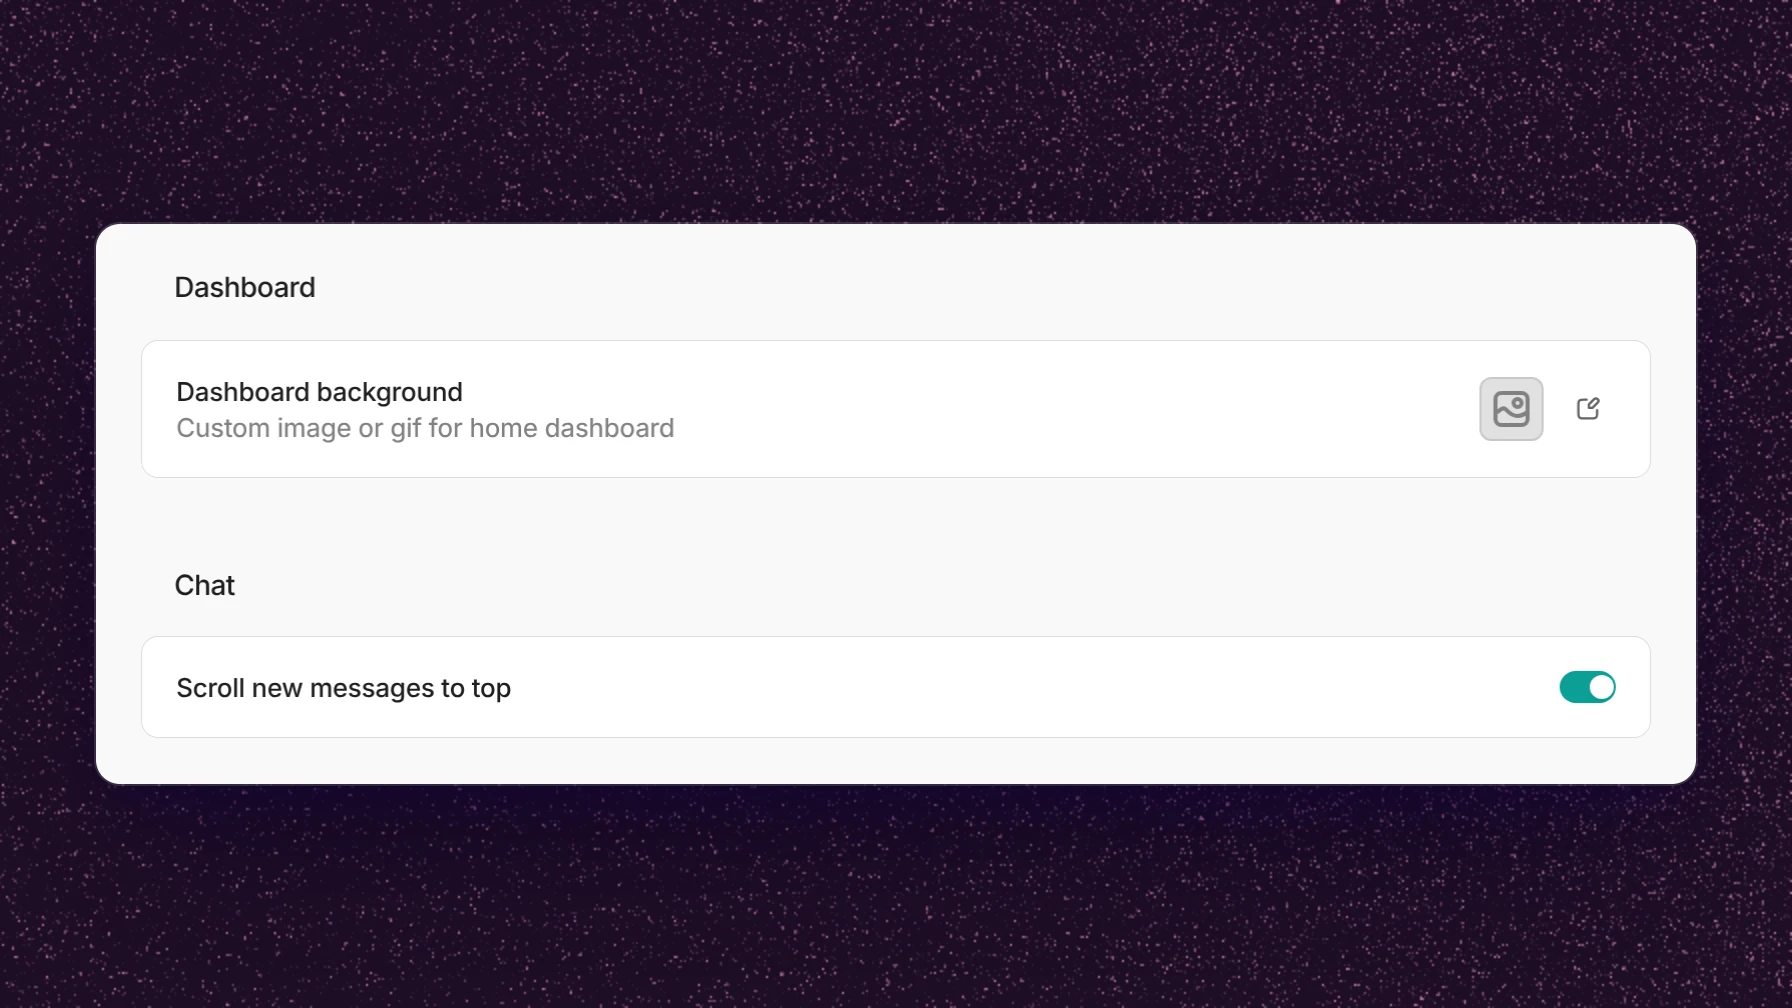 Dashboard
Dashboard background
Custom image or gif for home dashboard
Chat
Scroll new messages to top